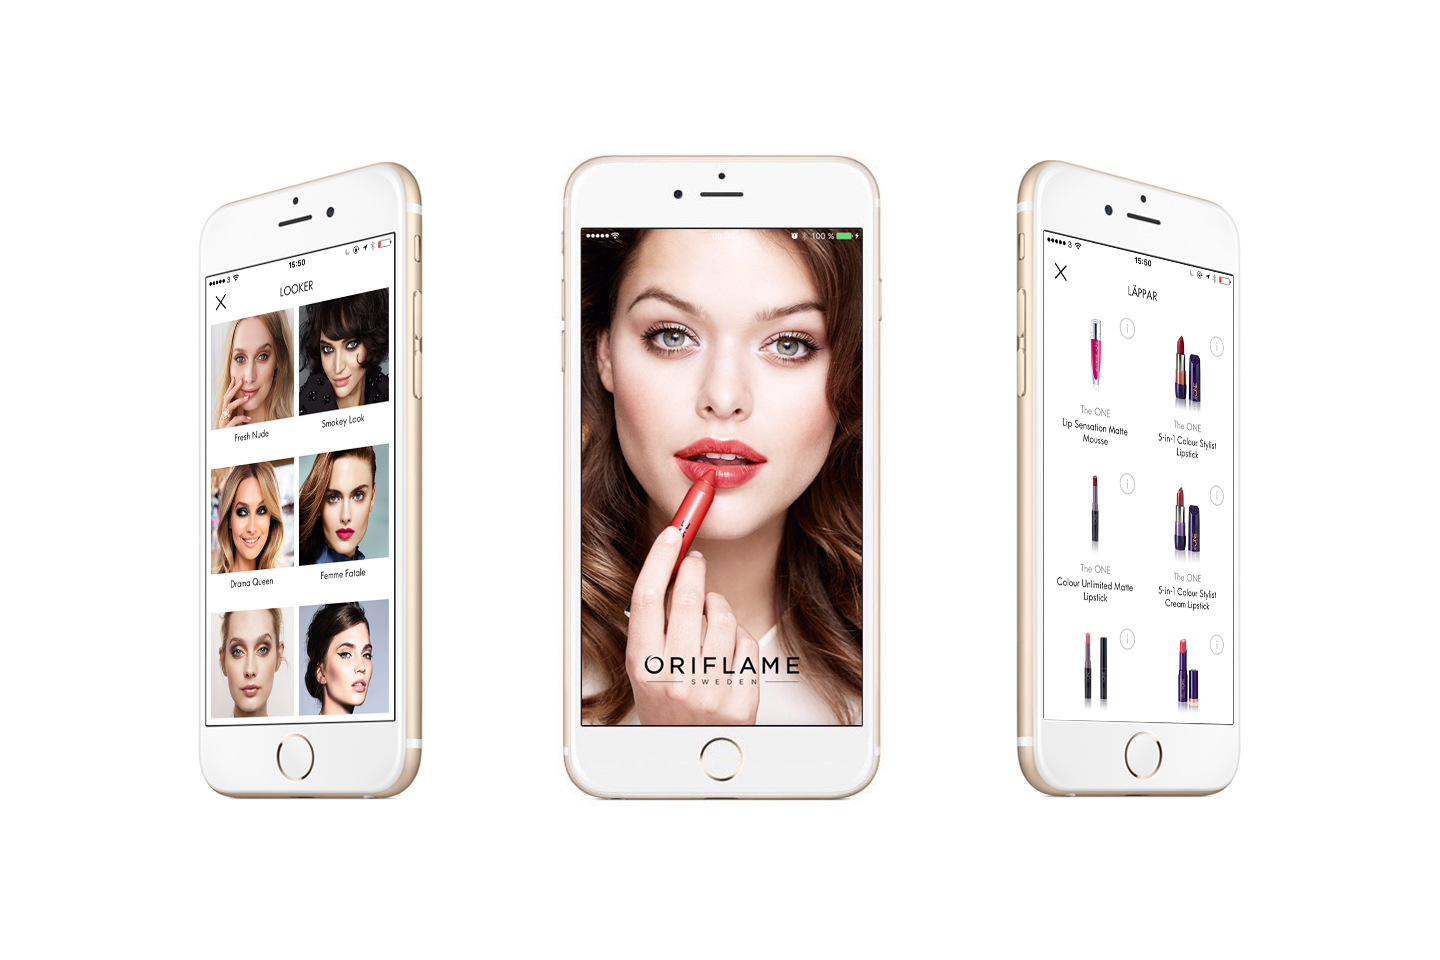 3
15:50
LOOKER
Fresh Nude
Smokey Look
Drama Queen
Femme Fatale
100 %
ORIFLAME
SWEDEN
3
15:50
LÄPPAR
The ONE
Lip Sensation Matte
Mousse
The ONE
5-in-1 Colour Stylist
Lipstick
The ONE
Colour Unlimited Matte
Lipstick
The ONE
5-in-1 Colour Stylist
Cream Lipstick